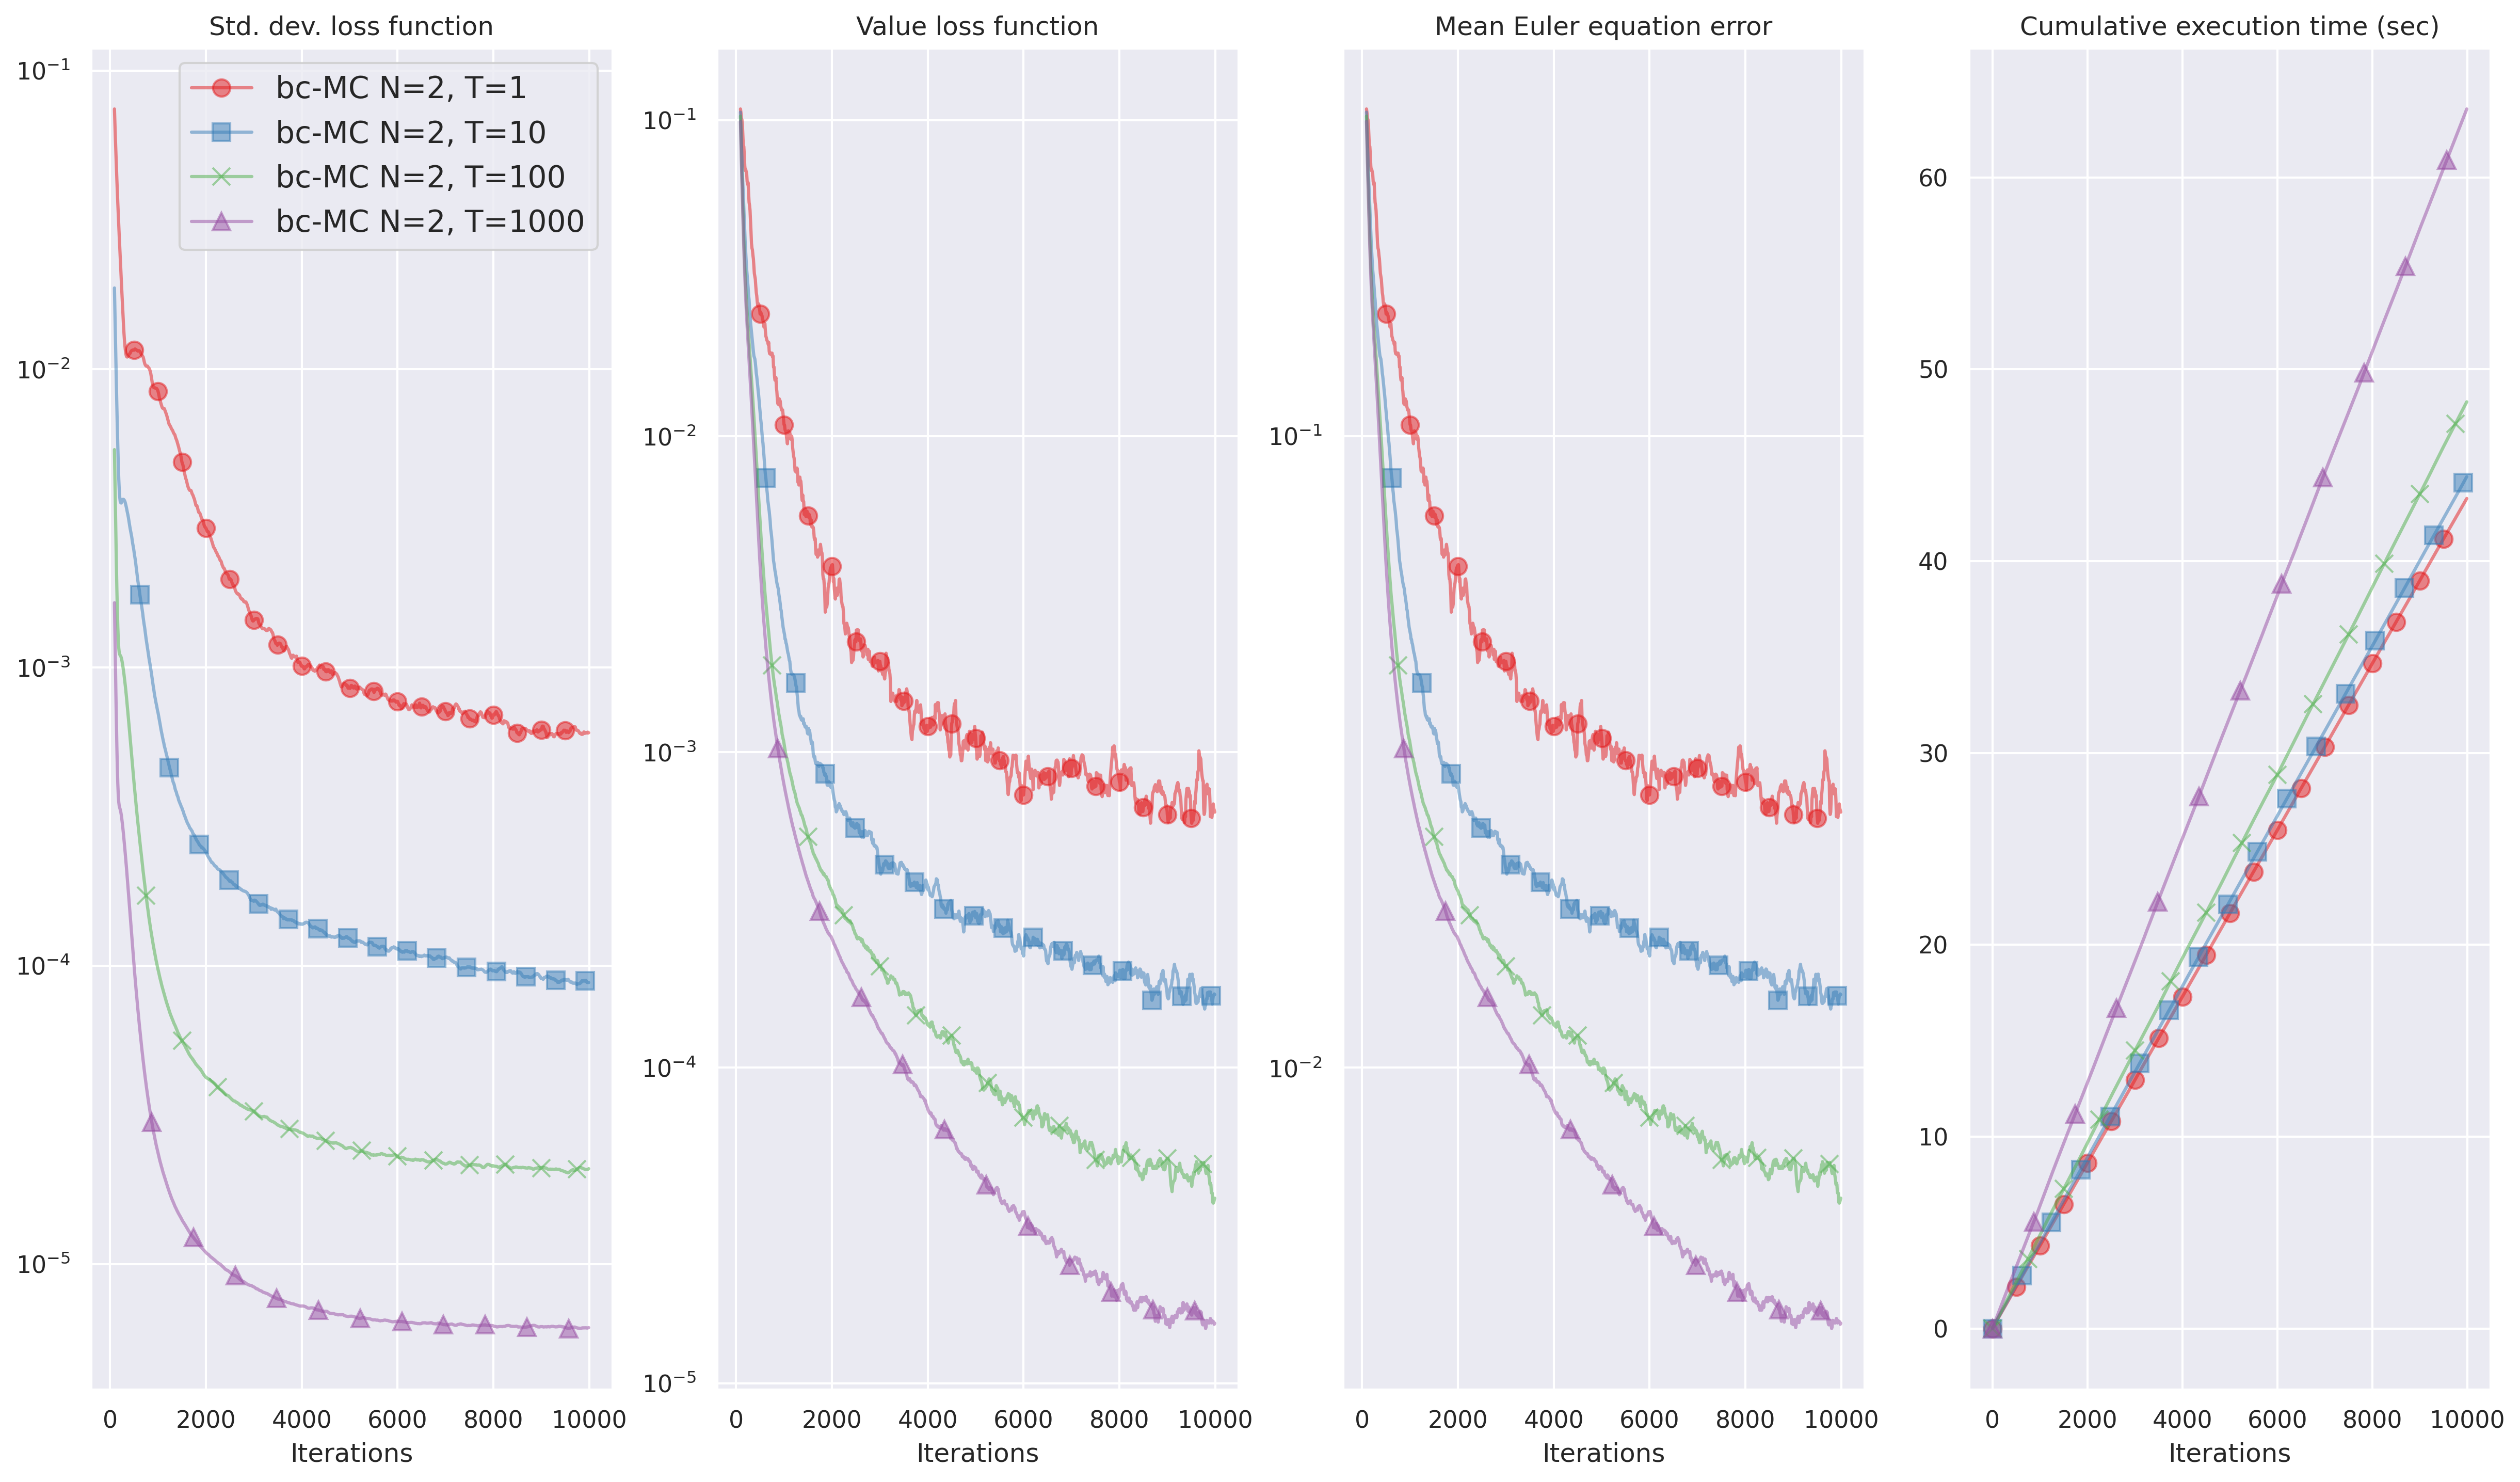 Std. dev. loss function
10⁻¹
10⁻²
10⁻³
10⁻⁴
10⁻⁵
bc-MC N=2, T=1
bc-MC N=2, T=10
bc-MC N=2, T=100
bc-MC N=2, T=1000
0 2000 4000 6000 8000 10000
Iterations
Value loss function
10⁻¹
10⁻²
10⁻³
10⁻⁴
10⁻⁵
0 2000 4000 6000 8000 10000
Iterations
Mean Euler equation error
10⁻¹
10⁻²
0 2000 4000 6000 8000 10000
Iterations
Cumulative execution time (sec)
60
50
40
30
20
10
0
0 2000 4000 6000 8000 10000
Iterations